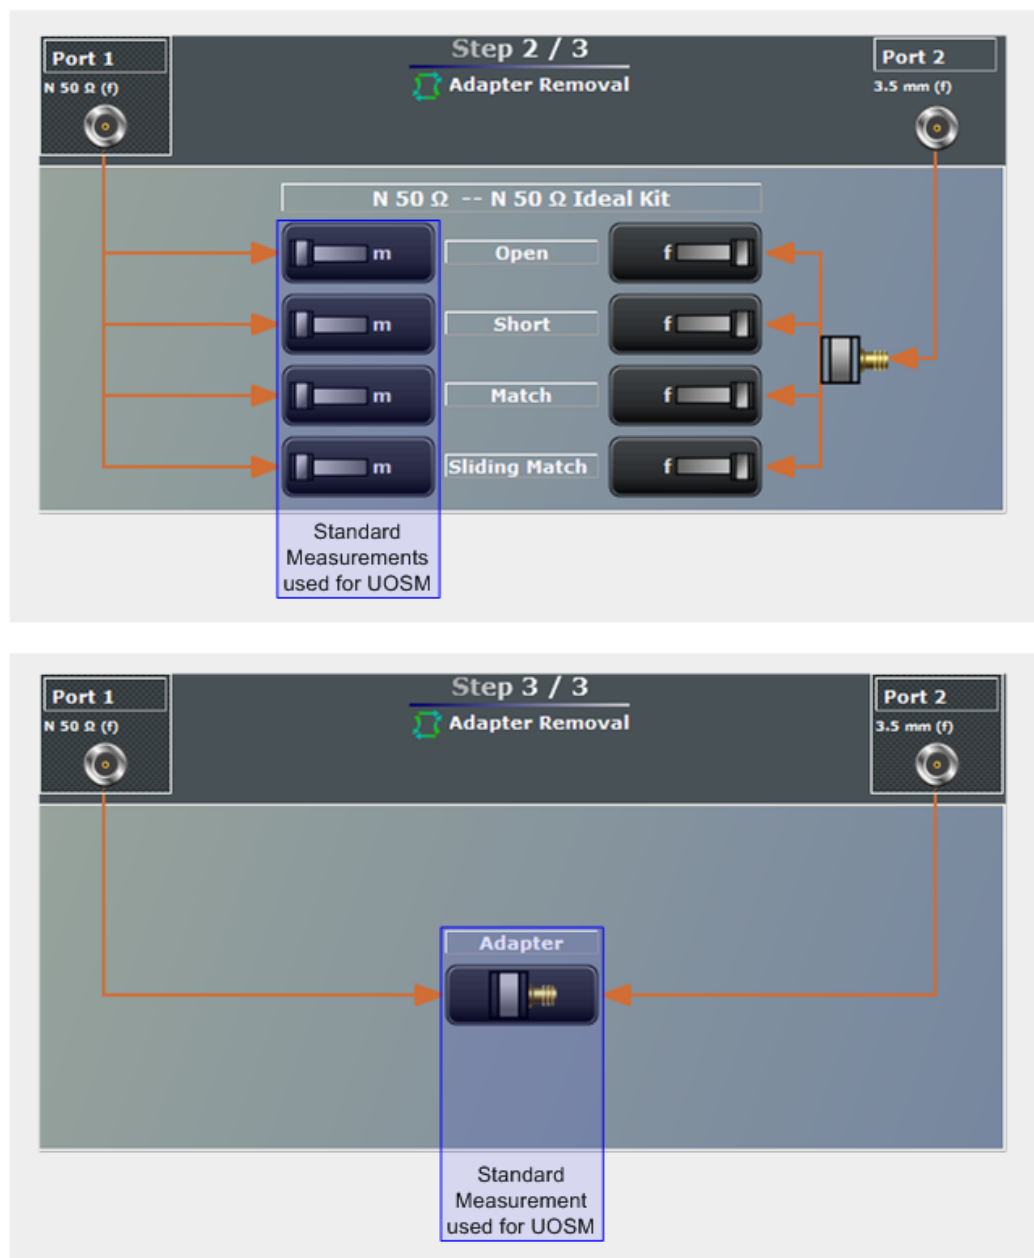 Step 2 / 3
Port 1
Port 2
N 50 Ω (f)
Adapter Removal
3.5 mm (f)
N 50 Ω -- N 50 Ω Ideal Kit
m Open f
m Short f
m Match f
m Sliding Match f
Standard
Measurements
used for UOSM
Step 3 / 3
Port 1
Port 2
N 50 Ω (f)
Adapter Removal
3.5 mm (f)
Adapter
Standard
Measurement
used for UOSM